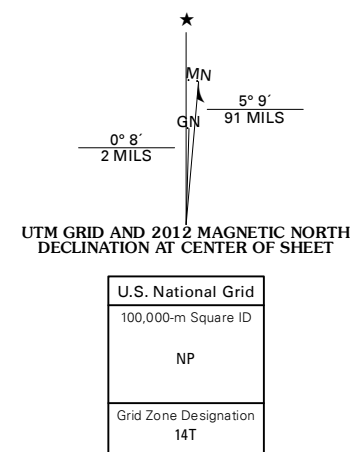 ★
MN
5° 9´
91 MILS
GN
0° 8´
2 MILS
UTM GRID AND 2012 MAGNETIC NORTH
DECLINATION AT CENTER OF SHEET
U.S. National Grid
100,000-m Square ID
NP
Grid Zone Designation
14T